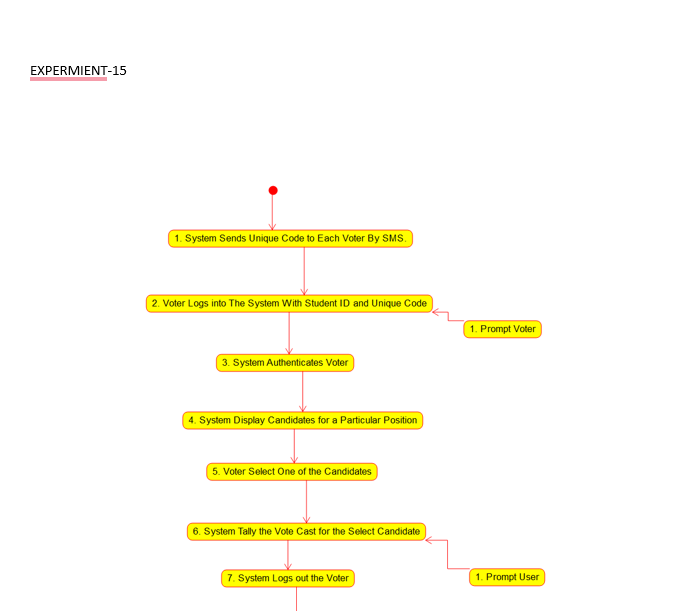 EXPERMIENT-15
1. System Sends Unique Code to Each Voter By SMS.
2. Voter Logs into The System With Student ID and Unique Code
1. Prompt Voter
3. System Authenticates Voter
4. System Display Candidates for a Particular Position
5. Voter Select One of the Candidates
6. System Tally the Vote Cast for the Select Candidate
7. System Logs out the Voter
1. Prompt User